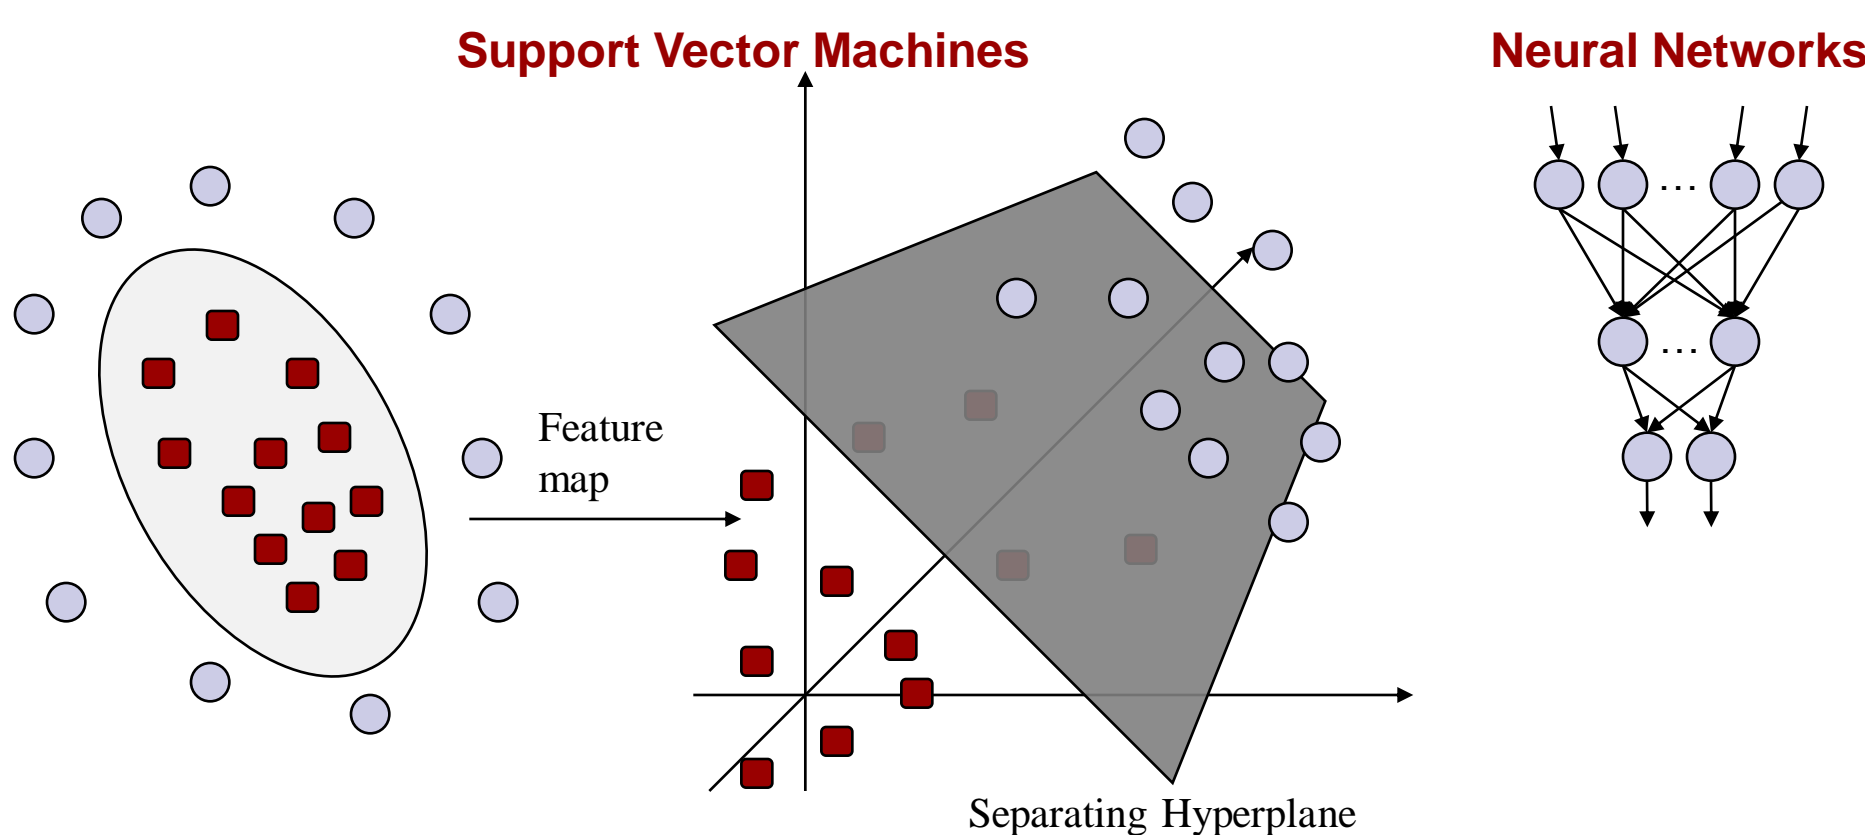 Support Vector Machines
Neural Networks
...
...
Feature
map
Separating Hyperplane